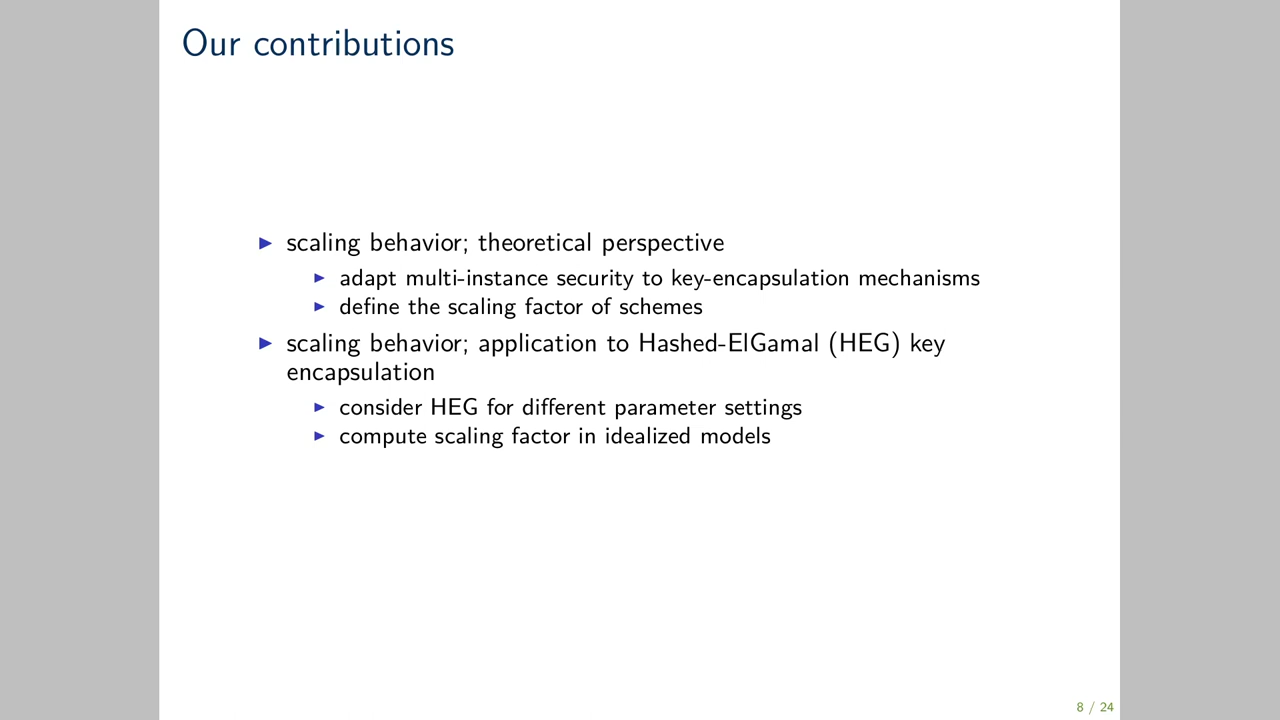 Our contributions
scaling behavior; theoretical perspective
adapt multi-instance security to key-encapsulation mechanisms
define the scaling factor of schemes
scaling behavior; application to Hashed-ElGamal (HEG) key
encapsulation
consider HEG for different parameter settings
compute scaling factor in idealized models
8 / 24